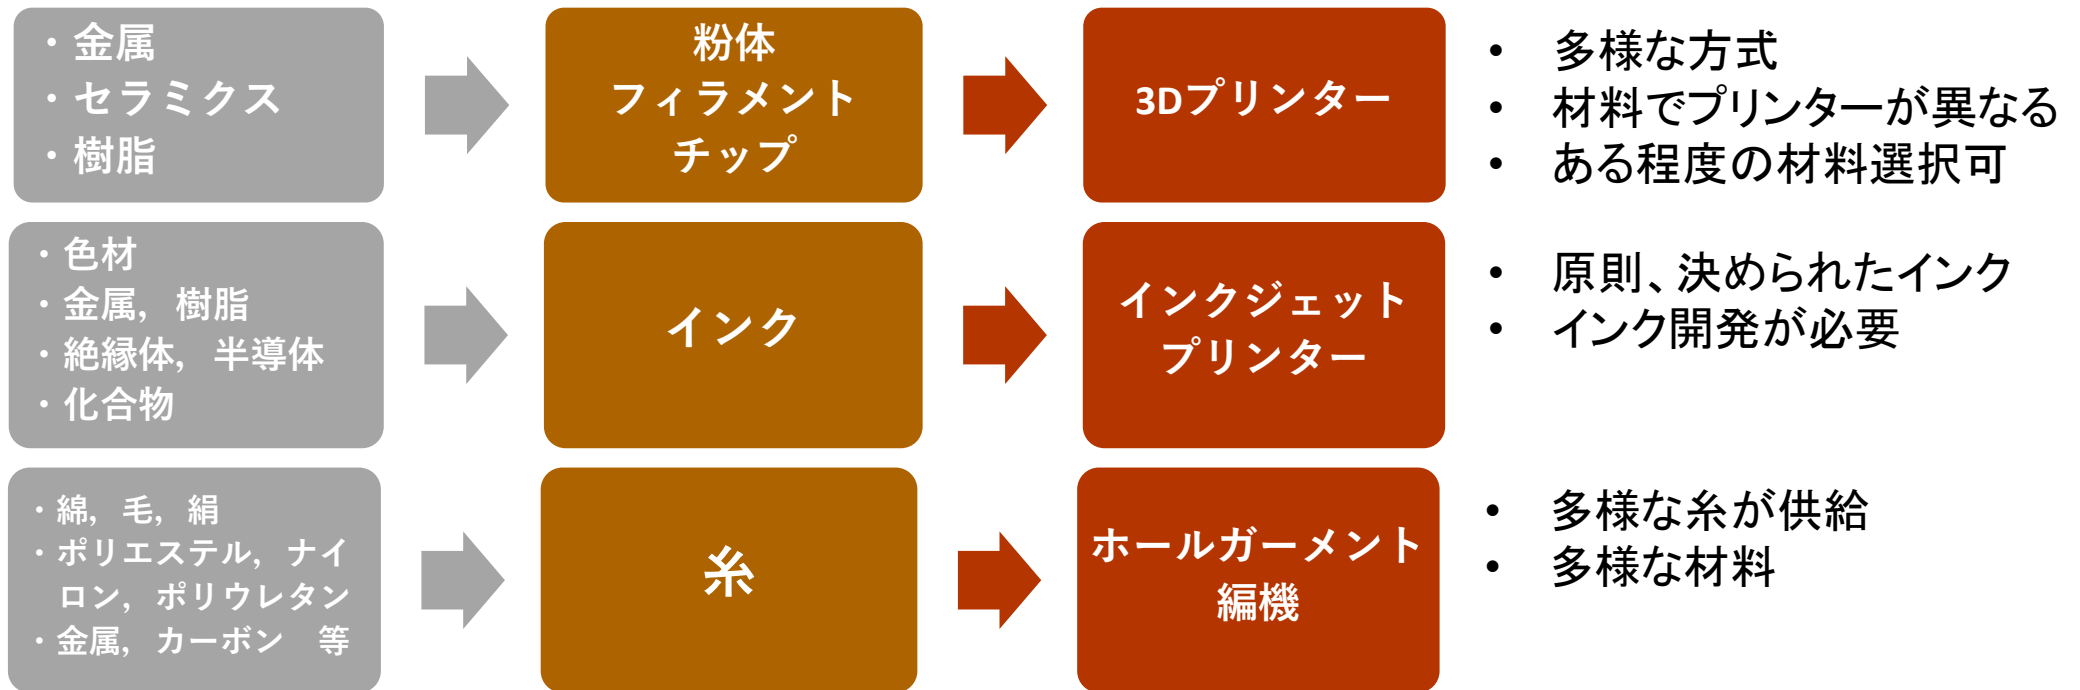 ・金属
・セラミクス
・樹脂
粉体
フィラメント
チップ
3Dプリンター
• 多様な方式
• 材料でプリンターが異なる
• ある程度の材料選択可
・色材
・金属，樹脂
・絶縁体，半導体
・化合物
インク
インクジェット
プリンター
• 原則、決められたインク
• インク開発が必要
・綿，毛，絹
・ポリエステル，ナイ
ロン，ポリウレタン
・金属，カーボン　等
糸
ホールガーメント
編機
• 多様な糸が供給
• 多様な材料